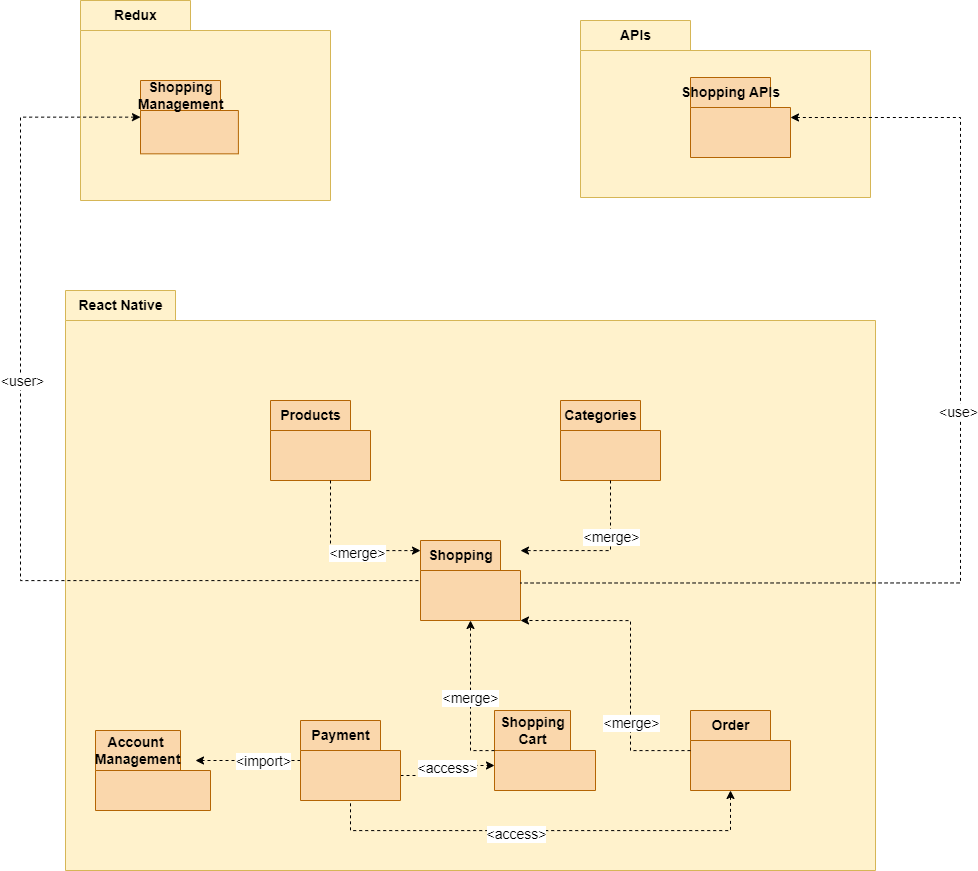 Redux
APIs
Shopping
Management
Shopping APIs
React Native
<user>
<use>
Products
Categories
<merge>
<merge>
Shopping
<merge>
<merge>
Shopping
Cart
Order
Account
Management
Payment
<import>
<access>
<access>